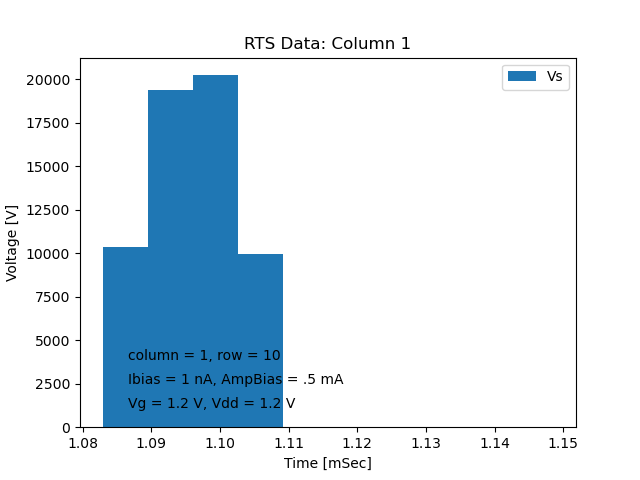 RTS Data: Column 1
Vs
Voltage [V]
20000
17500
15000
12500
10000
7500
5000
2500
0
column = 1, row = 10
Ibias = 1 nA, AmpBias = .5 mA
Vg = 1.2 V, Vdd = 1.2 V
1.08 1.09 1.10 1.11 1.12 1.13 1.14 1.15
Time [mSec]